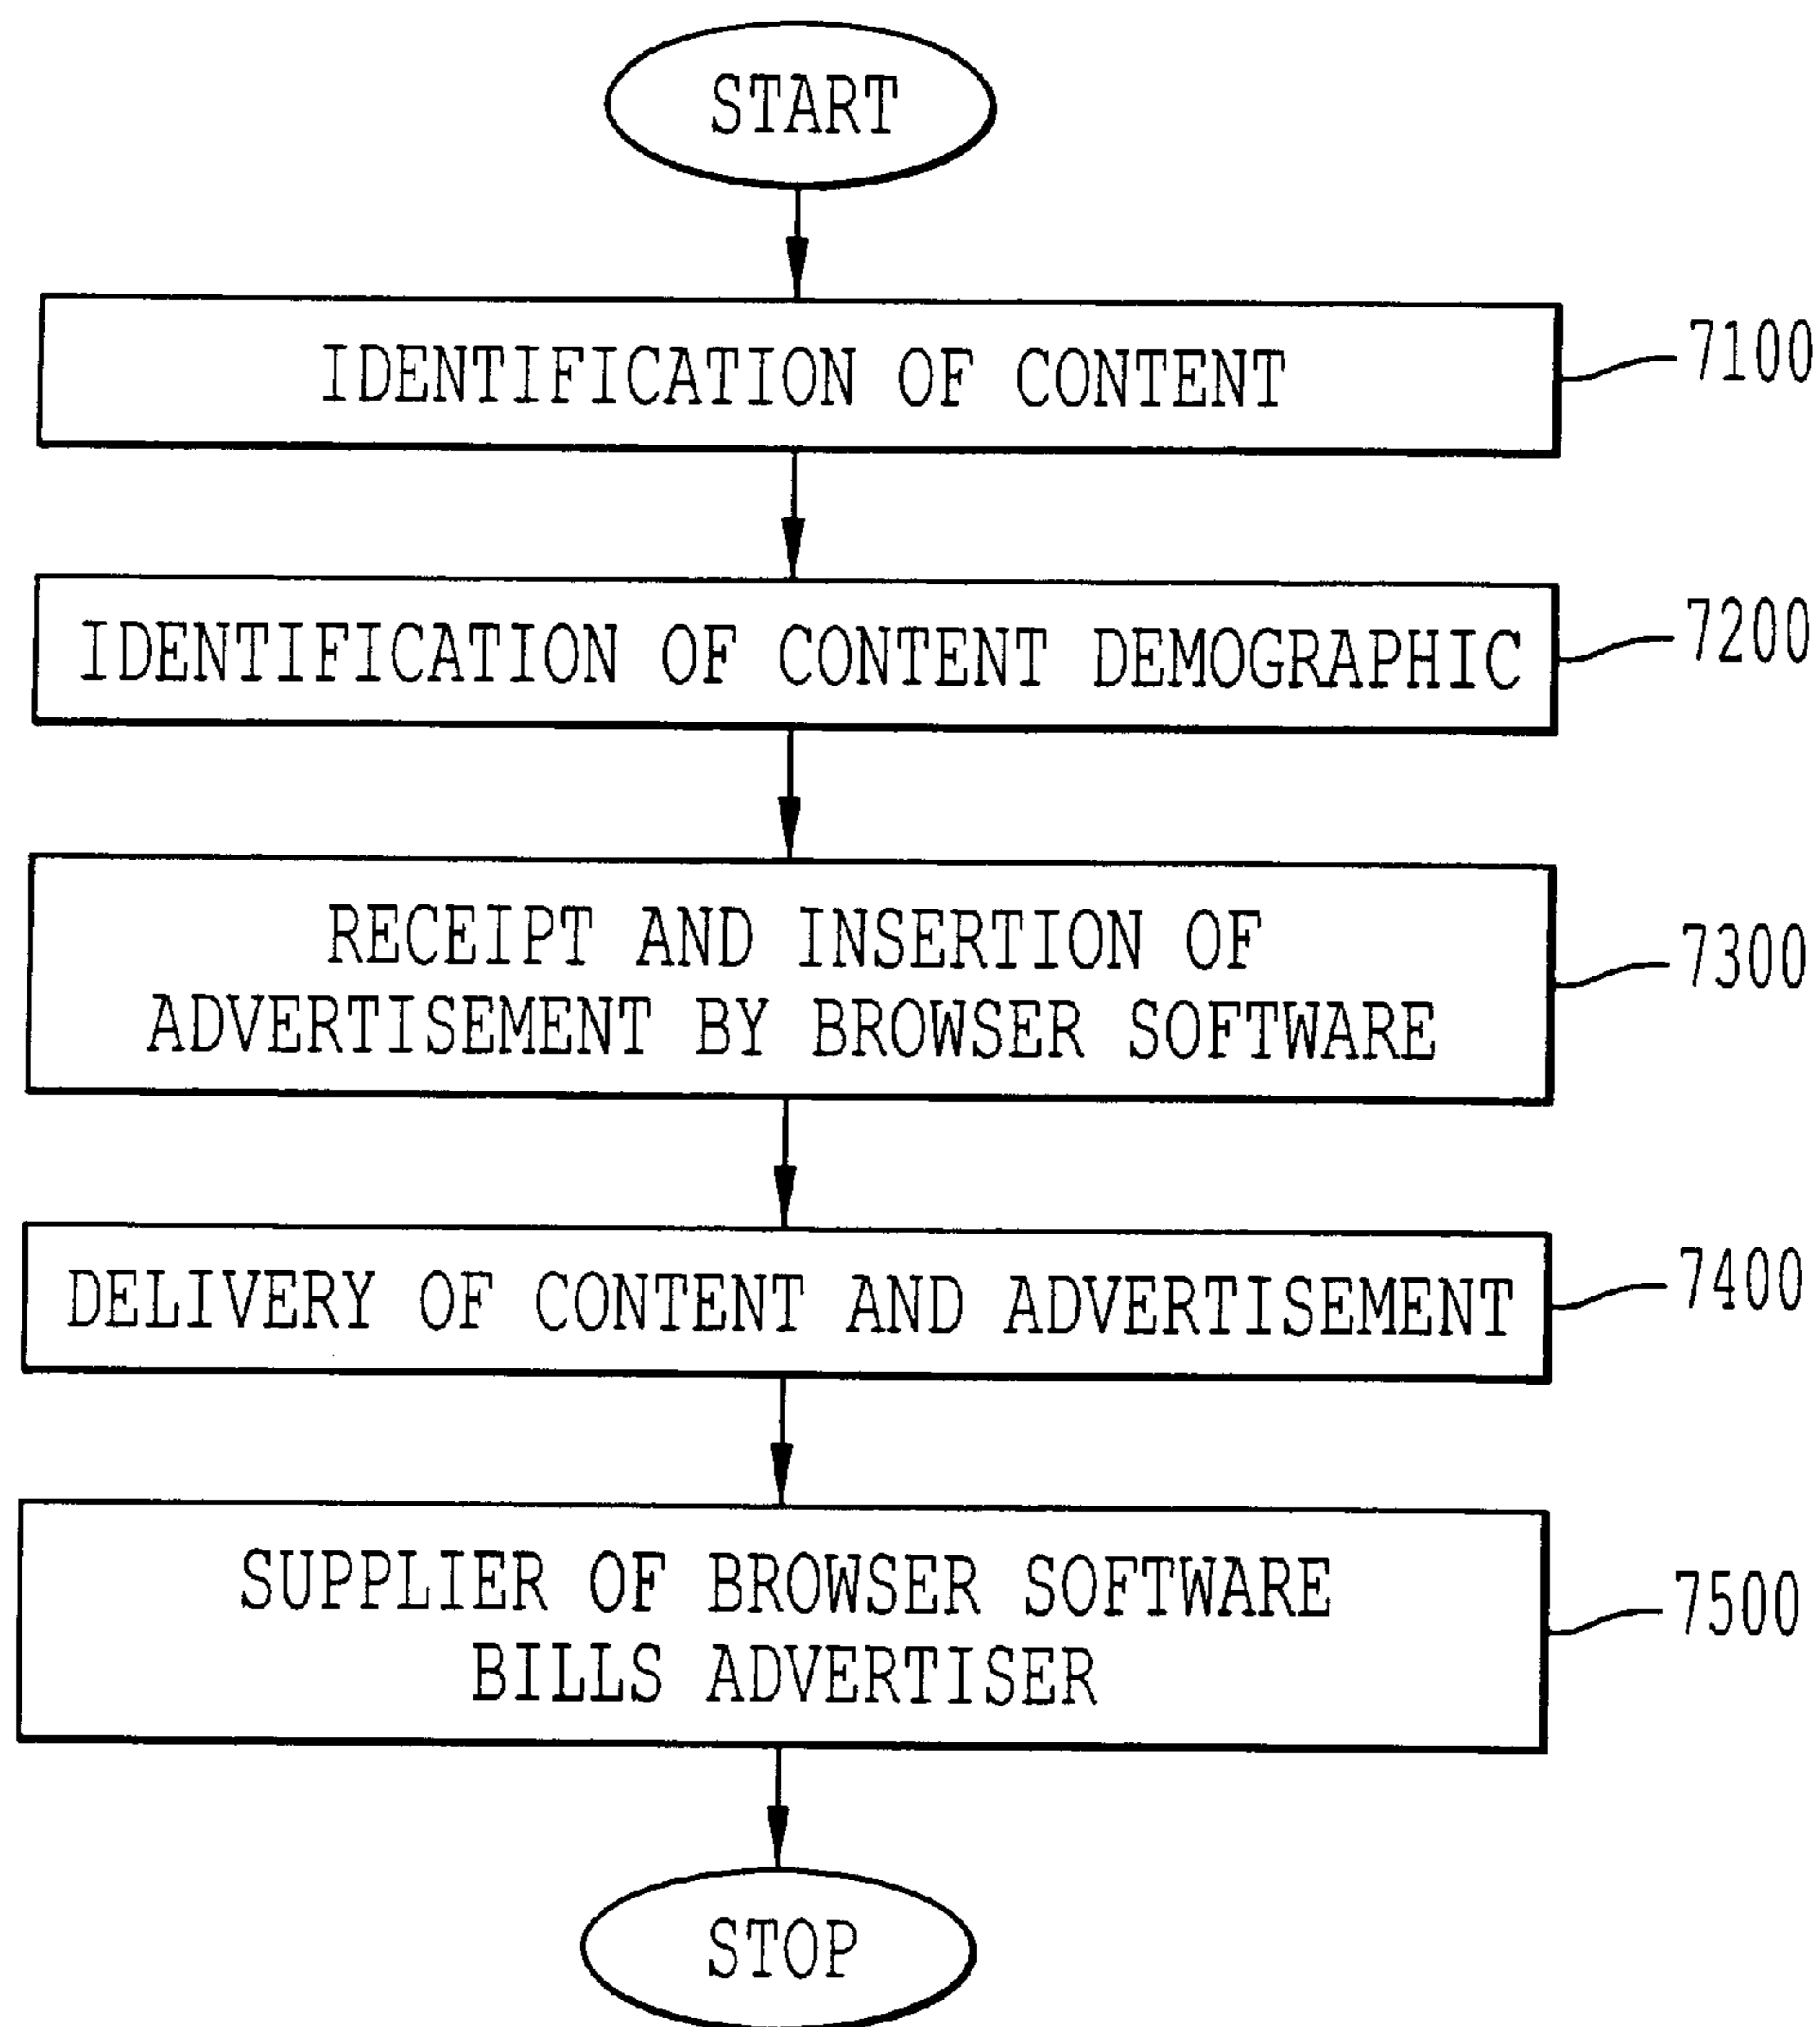 START
IDENTIFICATION OF CONTENT
7100
IDENTIFICATION OF CONTENT DEMOGRAPHIC
7200
RECEIPT AND INSERTION OF
ADVERTISEMENT BY BROWSER SOFTWARE
7300
DELIVERY OF CONTENT AND ADVERTISEMENT
7400
SUPPLIER OF BROWSER SOFTWARE
BILLS ADVERTISER
7500
STOP